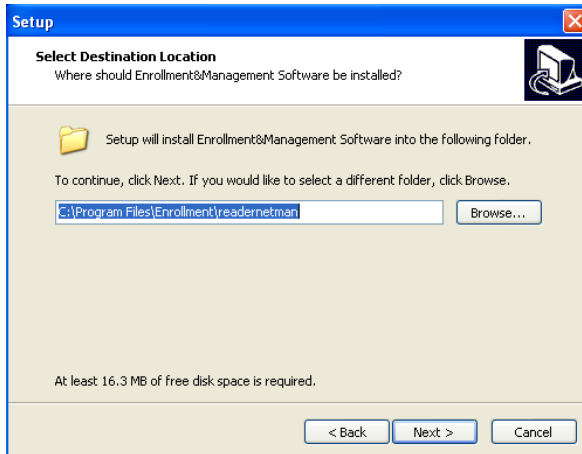 Setup
Select Destination Location
Where should Enrollment&Management Software be installed?
Setup will install Enrollment&Management Software into the following folder.
To continue, click Next. If you would like to select a different folder, click Browse.
C:\Program Files\Enrollment\readernetman
Browse...
At least 16.3 MB of free disk space is required.
< Back
Next >
Cancel